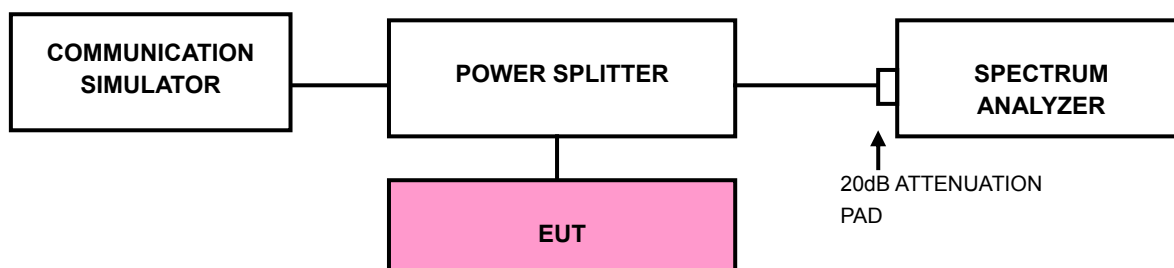 COMMUNICATION
SIMULATOR
POWER SPLITTER
SPECTRUM
ANALYZER
20dB ATTENUATION
PAD
EUT